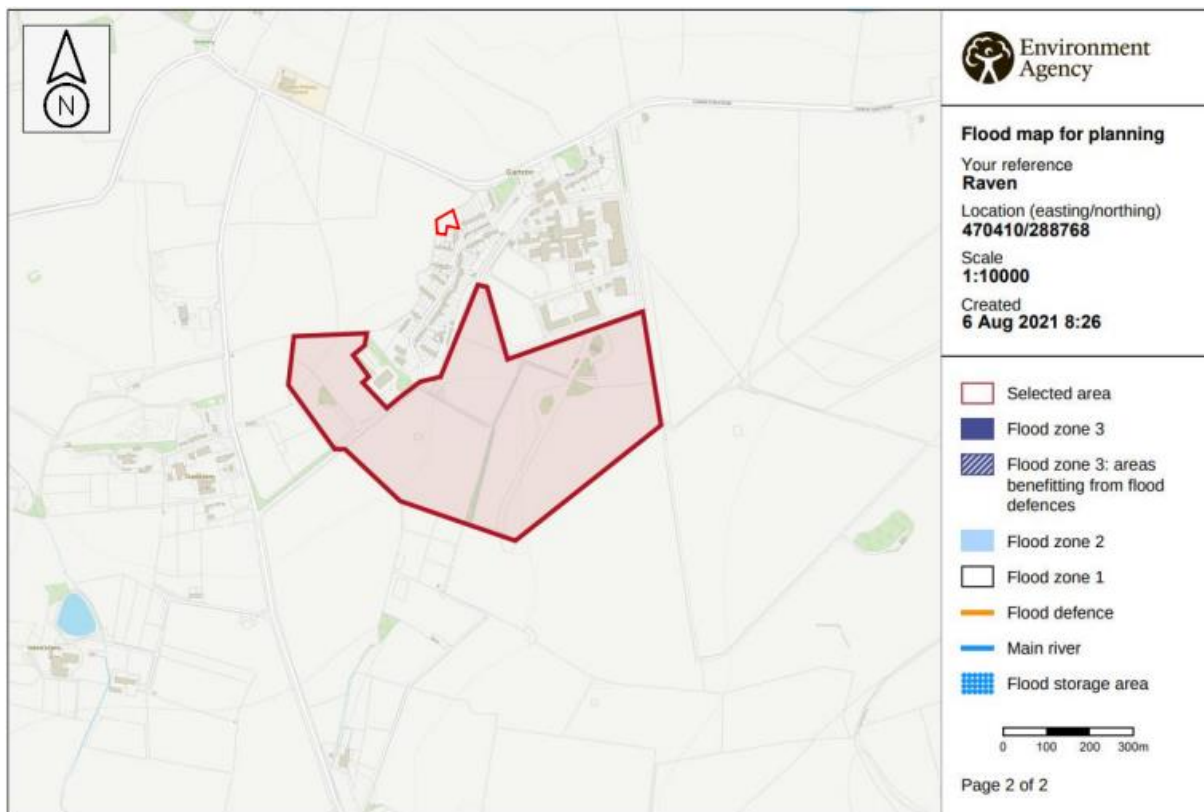 N
Gartree
Environment
Agency
Flood map for planning
Your reference
Raven
Location (easting/northing)
470410/288768
Scale
1:10000
Created
6 Aug 2021 8:26
Selected area
Flood zone 3
Flood zone 3: areas
benefitting from flood
defences
Flood zone 2
Flood zone 1
Flood defence
Main river
Flood storage area
0 100 200 300m
Page 2 of 2